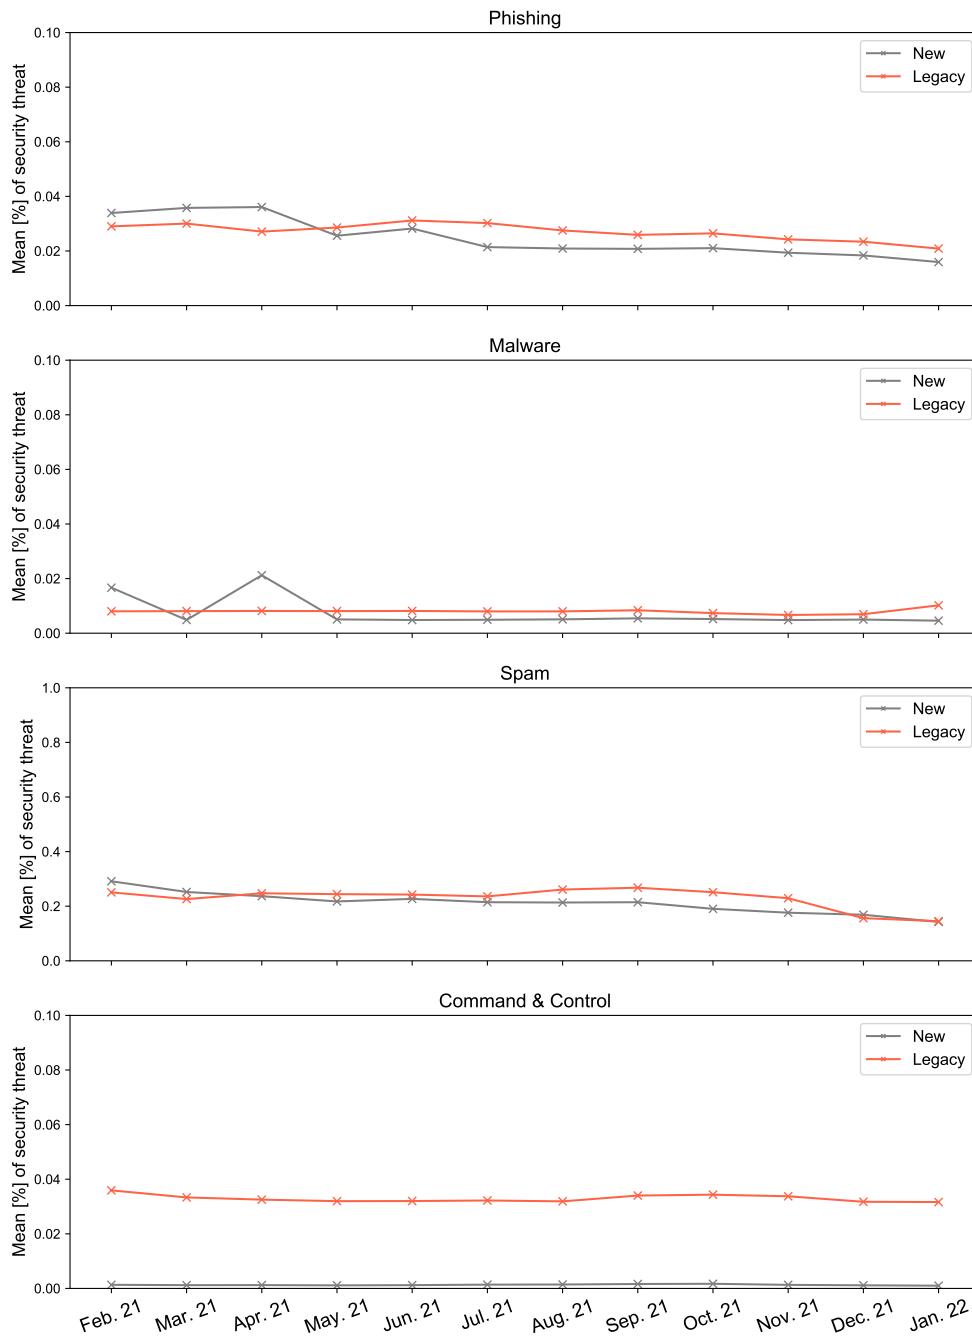 Phishing
Mean [%] of security threat
0.10
0.08
0.06
0.04
0.02
0.00
New
Legacy
Malware
Mean [%] of security threat
0.10
0.08
0.06
0.04
0.02
0.00
New
Legacy
Spam
Mean [%] of security threat
1.0
0.8
0.6
0.4
0.2
0.0
New
Legacy
Command & Control
Mean [%] of security threat
0.10
0.08
0.06
0.04
0.02
0.00
New
Legacy
Feb. 21 Mar. 21 Apr. 21 May. 21 Jun. 21 Jul. 21 Aug. 21 Sep. 21 Oct. 21 Nov. 21 Dec. 21 Jan. 22